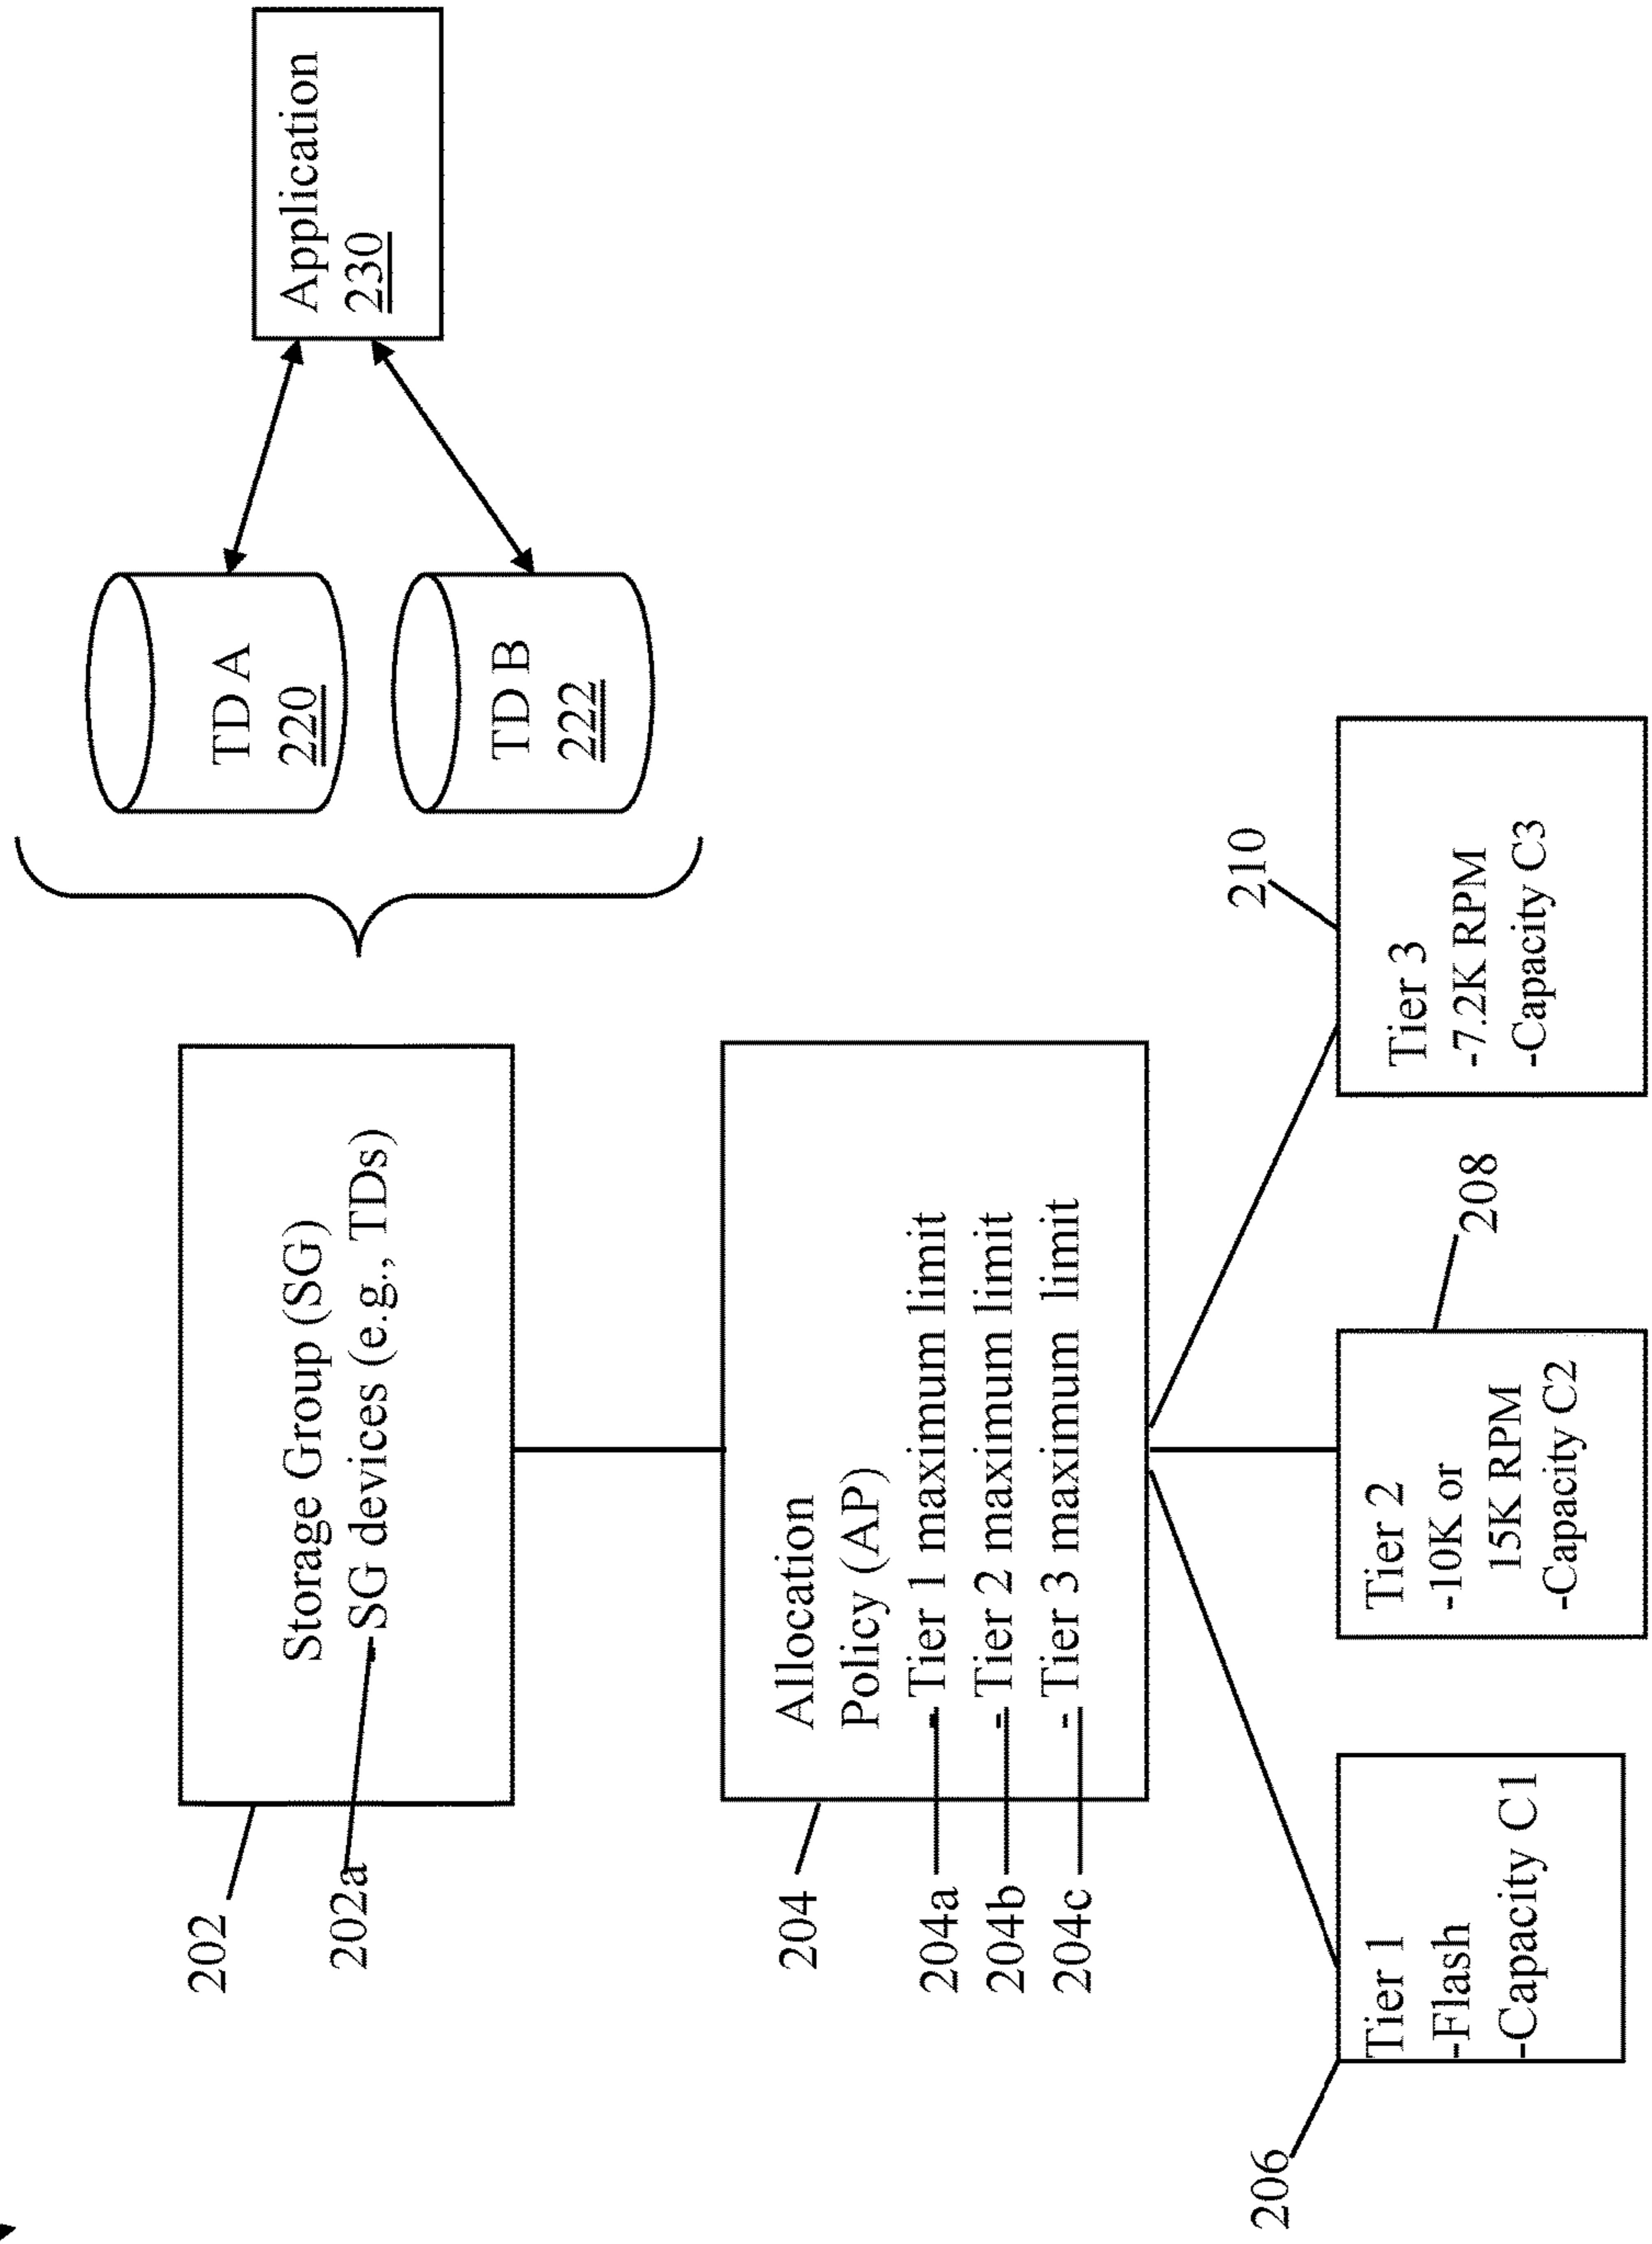 202
Storage Group (SG)
202a
SG devices (e.g., TDs)
TD A
220
TD B
222
Application
230
204
Allocation
Policy (AP)
204a
- Tier 1 maximum limit
204b
- Tier 2 maximum limit
204c
- Tier 3 maximum limit
206
Tier 1
-Flash
-Capacity C1
208
Tier 2
-10K or
15K RPM
-Capacity C2
210
Tier 3
-7.2K RPM
-Capacity C3